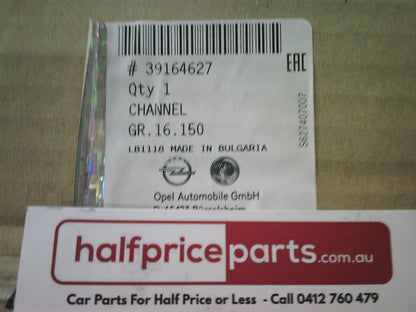 # 39164627
EAC
Qty 1
CHANNEL
GR.16.150
S627407007
L81118 MADE IN BULGARIA
Opel Automobile GmbH
halfpriceparts.com.au
Car Parts For Half Price or Less - Call 0412 760 479